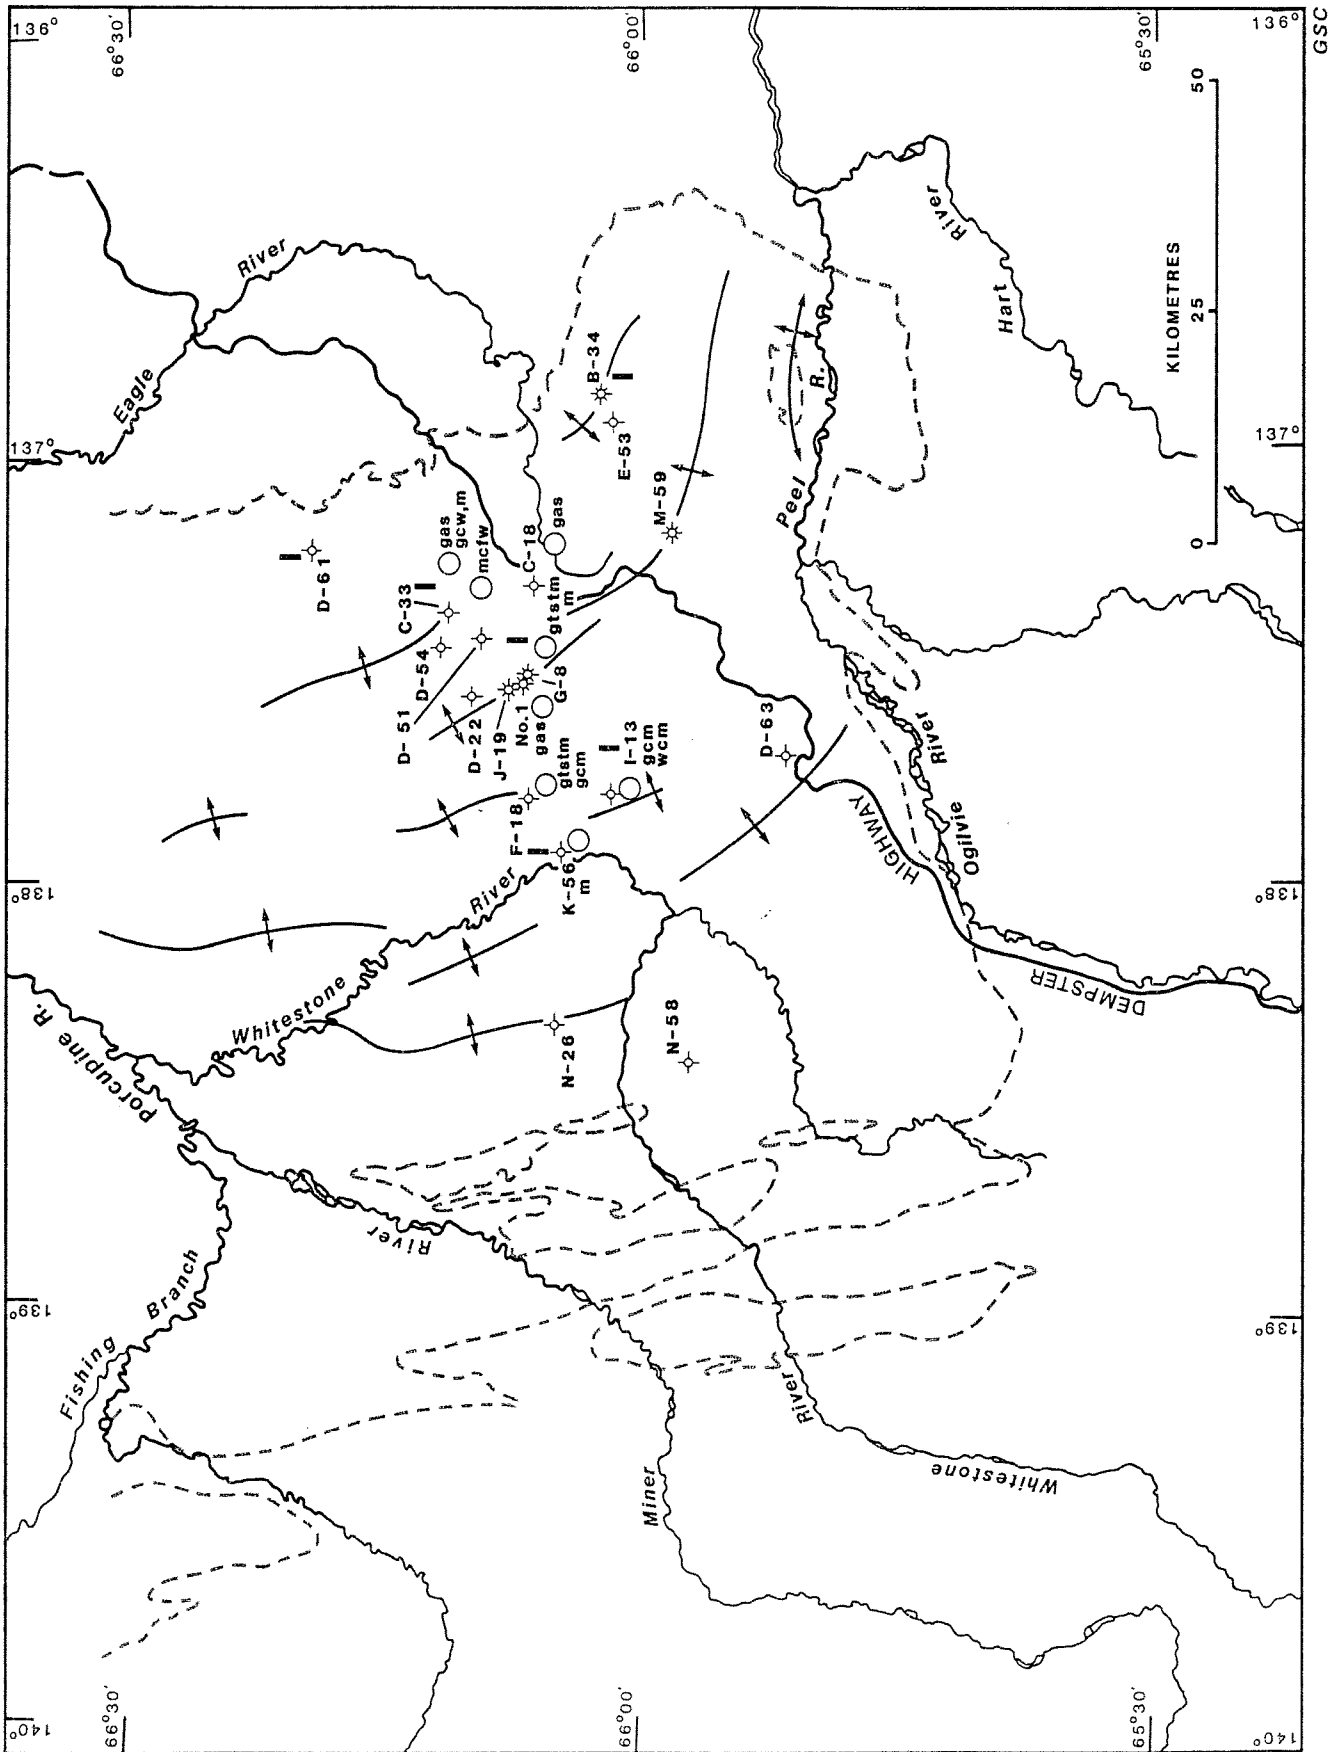 136°
66°30'
66°00'
65°30'
136°
GSC
50
25
0
KILOMETRES
River
Eagle
River
Hart
137°
137°
B-34
E-53
R.
Peel
M-59
gas
gcw,m
mcfw
C-18
gas
gtstm
m
D-61
C-33
D-54
D-51
D-22
J-19
No.1
gas
G-8
gtstm
gcm
F-18
I-13
gcm
wcm
D-63
K-56
m
HIGHWAY
River
Ogilvie
138°
138°
River
Whitestone
DEMPSTER
Porcupine R.
N-26
N-58
River
Branch
Fishing
139°
139°
River
Whitestone
Miner
140°
66°30'
66°00'
65°30'
140°